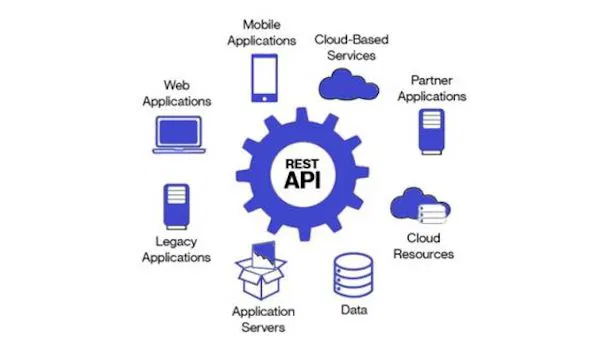 Mobile
Applications
Cloud-Based
Services
Partner
Applications
Web
Applications
REST
API
Legacy
Applications
Cloud
Resources
Application
Servers
Data